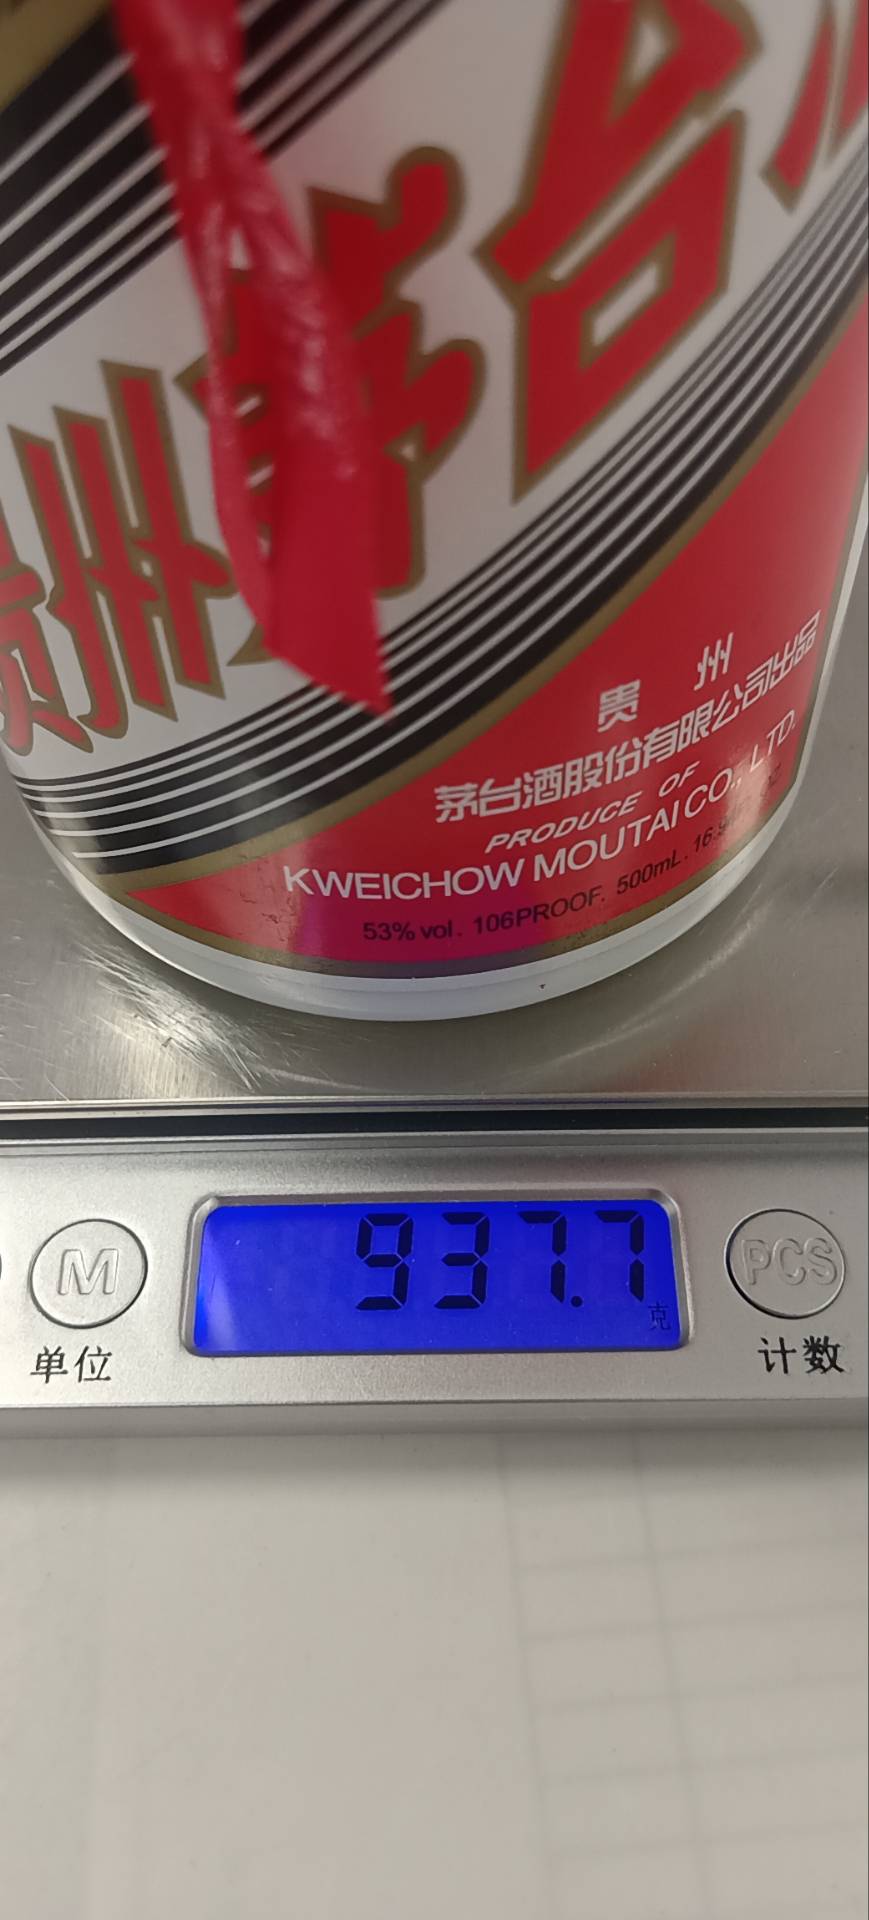 贵州茅台
贵 州
茅台酒股份有限公司出品
PRODUCE OF
KWEICHOW MOUTAI CO., LTD.
53% vol. 106PROOF. 500mL.
937.7
克
M
PCS
单位
计数